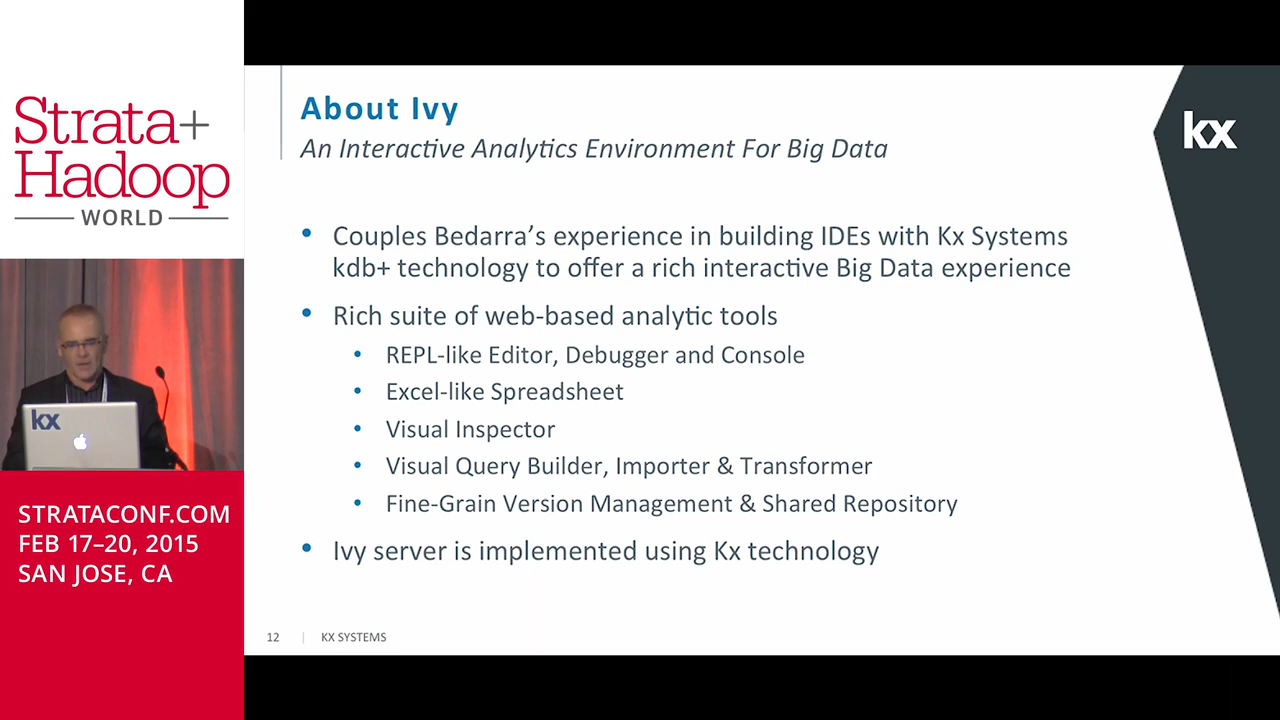 Strata+
Hadoop
WORLD
kx
STRATACONF.COM
FEB 17–20, 2015
SAN JOSE, CA
About Ivy
An Interactive Analytics Environment For Big Data
kx
• Couples Bedarra's experience in building IDEs with Kx Systems
kdb+ technology to offer a rich interactive Big Data experience
• Rich suite of web-based analytic tools
• REPL-like Editor, Debugger and Console
• Excel-like Spreadsheet
• Visual Inspector
• Visual Query Builder, Importer & Transformer
• Fine-Grain Version Management & Shared Repository
• Ivy server is implemented using Kx technology
12 | KX SYSTEMS